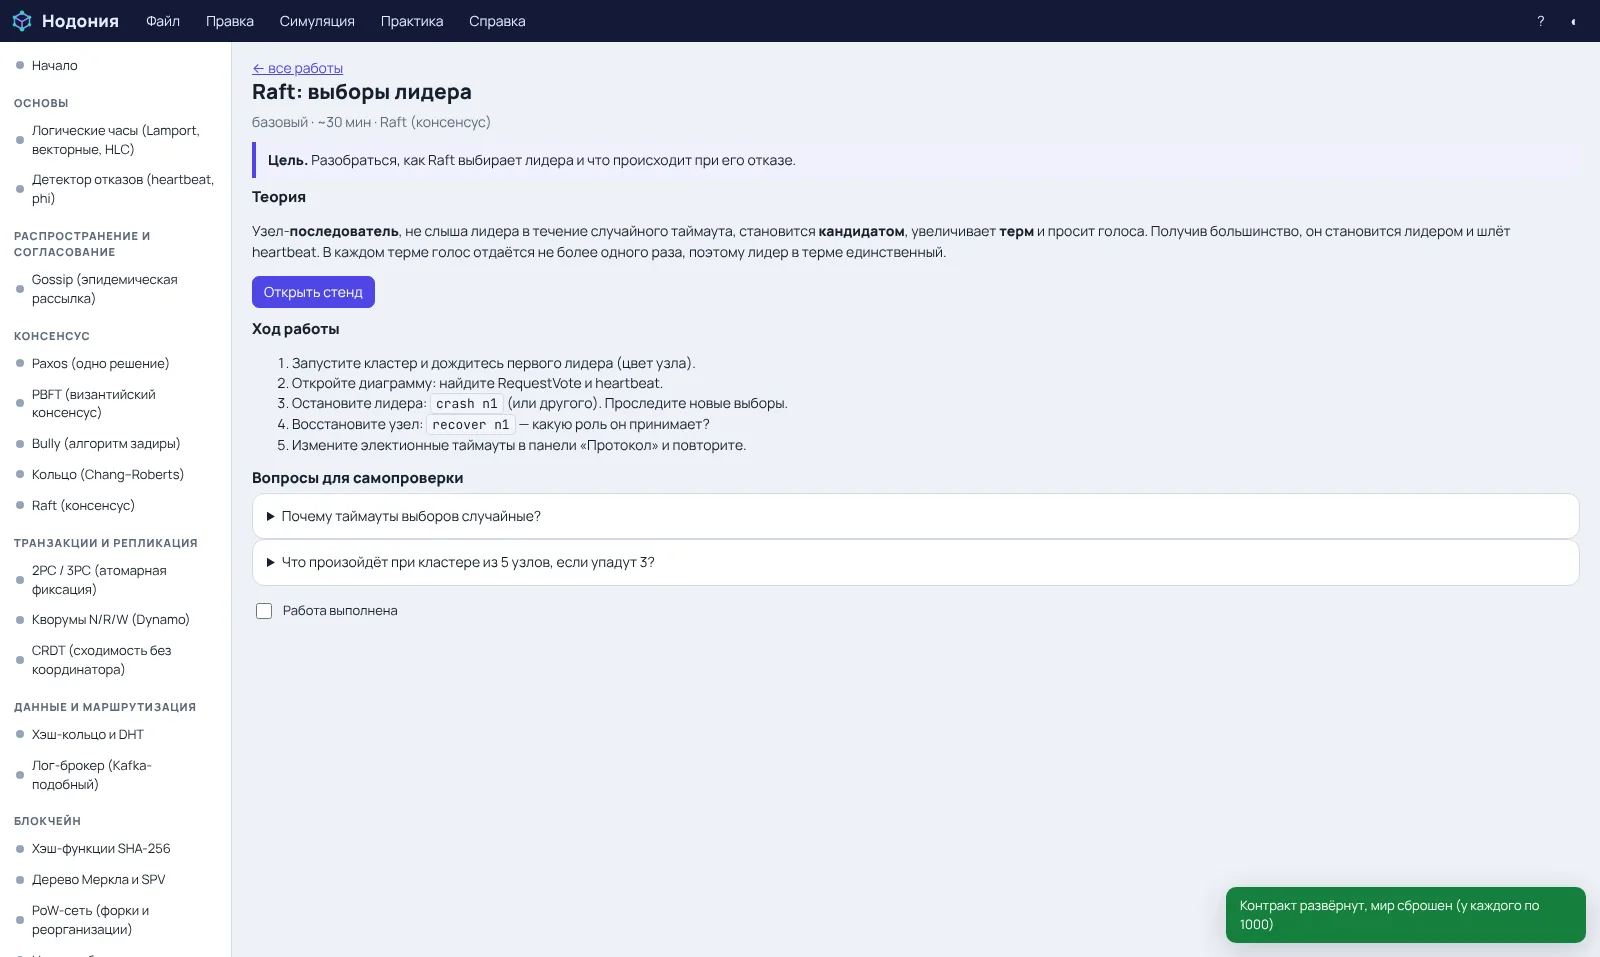 Нодония
Файл
Правка
Симуляция
Практика
Справка
?
Начало
ОСНОВЫ
Логические часы (Lamport,
векторные, HLC)
Детектор отказов (heartbeat,
phi)
РАСПРОСТРАНЕНИЕ И
СОГЛАСОВАНИЕ
Gossip (эпидемическая
рассылка)
КОНСЕНСУС
Paxos (одно решение)
PBFT (византийский
консенсус)
Bully (алгоритм задиры)
Кольцо (Chang–Roberts)
Raft (консенсус)
ТРАНЗАКЦИИ И РЕПЛИКАЦИЯ
2PC / 3PC (атомарная
фиксация)
Кворумы N/R/W (Dynamo)
CRDT (сходимость без
координатора)
ДАННЫЕ И МАРШРУТИЗАЦИЯ
Хэш-кольцо и DHT
Лог-брокер (Kafka-
подобный)
БЛОКЧЕЙН
Хэш-функции SHA-256
Дерево Меркла и SPV
PoW-сеть (форки и
реорганизации)
← все работы
Raft: выборы лидера
базовый · ~30 мин · Raft (консенсус)
Цель. Разобраться, как Raft выбирает лидера и что происходит при его отказе.
Теория
Узел-последователь, не слыша лидера в течение случайного таймаута, становится кандидатом, увеличивает терм и просит голоса. Получив большинство, он становится лидером и шлёт
heartbeat. В каждом терме голос отдаётся не более одного раза, поэтому лидер в терме единственный.
Открыть стенд
Ход работы
1. Запустите кластер и дождитесь первого лидера (цвет узла).
2. Откройте диаграмму: найдите RequestVote и heartbeat.
3. Остановите лидера: crash n1 (или другого). Проследите новые выборы.
4. Восстановите узел: recover n1 — какую роль он принимает?
5. Измените электионные таймауты в панели «Протокол» и повторите.
Вопросы для самопроверки
Почему таймауты выборов случайные?
Что произойдёт при кластере из 5 узлов, если упадут 3?
Работа выполнена
Контракт развёрнут, мир сброшен (у каждого по
1000)